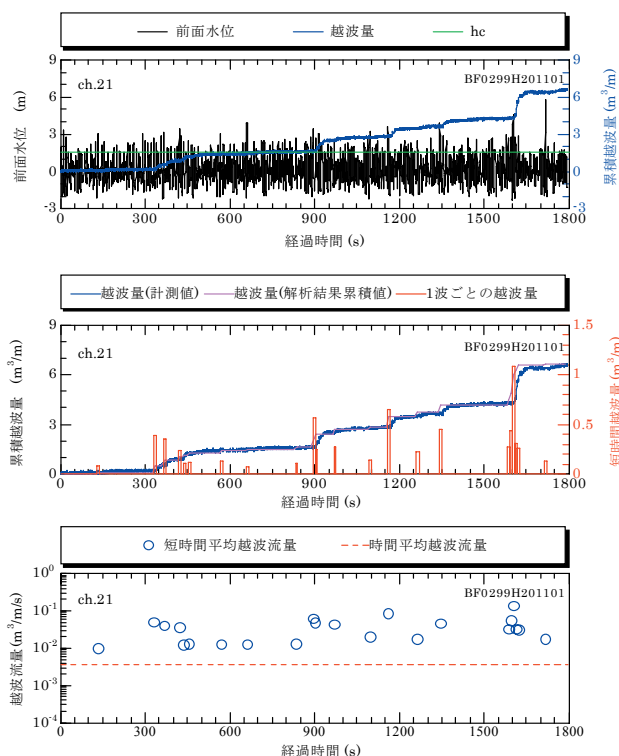 前面水位 越波量 hc
ch.21 BF0299H201101
前面水位 (m)
9
6
3
0
-3
累積越波量 (m³/m)
9
6
3
0
-3
0 300 600 900 1200 1500 1800
経過時間 (s)
越波量(計測値) 越波量(解析結果累積値) 1波ごとの越波量
ch.21 BF0299H201101
累積越波量 (m³/m)
9
6
3
0
短時間越波量(m³/m)
1.5
1
0.5
0
0 300 600 900 1200 1500 1800
経過時間 (s)
短時間平均越波流量 時間平均越波流量
ch.21 BF0299H201101
越波流量(m³/m/s)
10⁰
10⁻¹
10⁻²
10⁻³
10⁻⁴
0 300 600 900 1200 1500 1800
経過時間 (s)